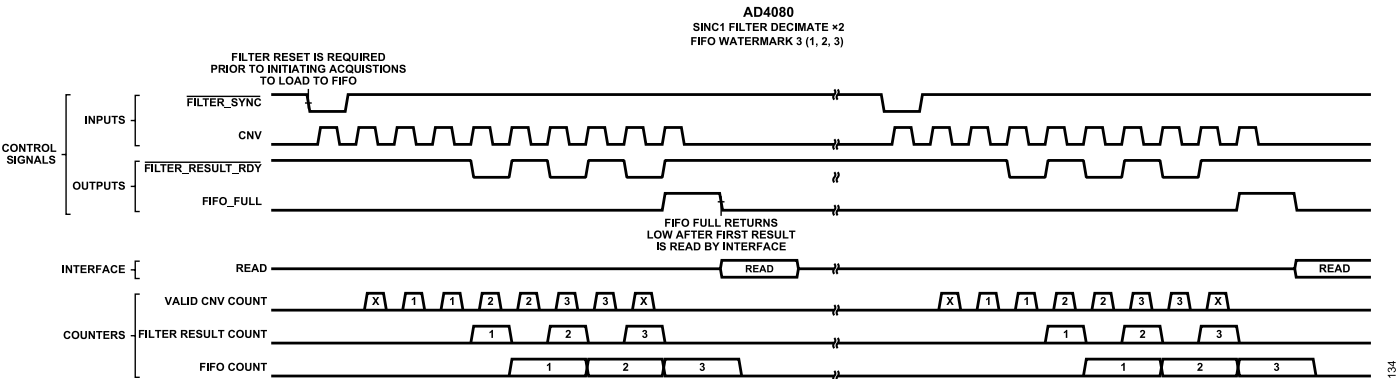 AD4080
SINC1 FILTER DECIMATE ×2
FIFO WATERMARK 3 (1, 2, 3)
FILTER RESET IS REQUIRED
PRIOR TO INITIATING ACQUISTIONS
TO LOAD TO FIFO
CONTROL
SIGNALS
INPUTS
FILTER_SYNC
CNV
OUTPUTS
FILTER_RESULT_RDY
FIFO_FULL
FIFO FULL RETURNS
LOW AFTER FIRST RESULT
IS READ BY INTERFACE
INTERFACE
READ
READ
READ
COUNTERS
VALID CNV COUNT
X 1 1 2 2 3 3 X
X 1 1 2 2 3 3 X
FILTER RESULT COUNT
1 2 3
1 2 3
FIFO COUNT
1 2 3
1 2 3
134